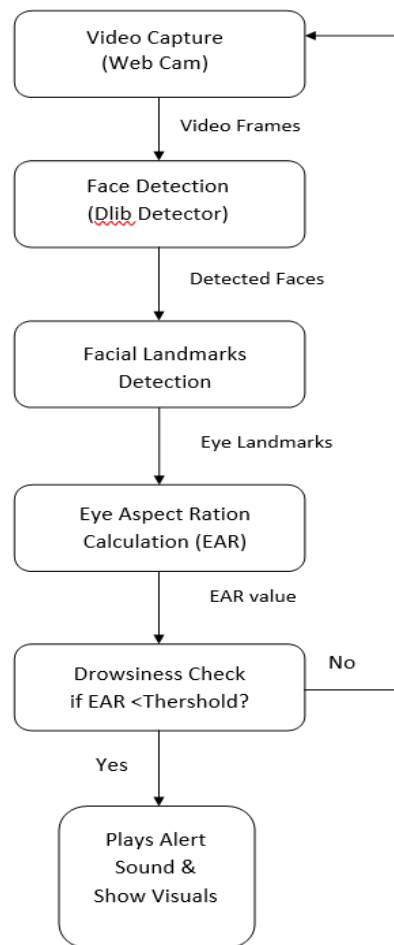 Video Capture
(Web Cam)
Video Frames
Face Detection
(Dlib Detector)
Detected Faces
Facial Landmarks
Detection
Eye Landmarks
Eye Aspect Ration
Calculation (EAR)
EAR value
Drowsiness Check
if EAR <Thershold?
No
Yes
Plays Alert
Sound &
Show Visuals